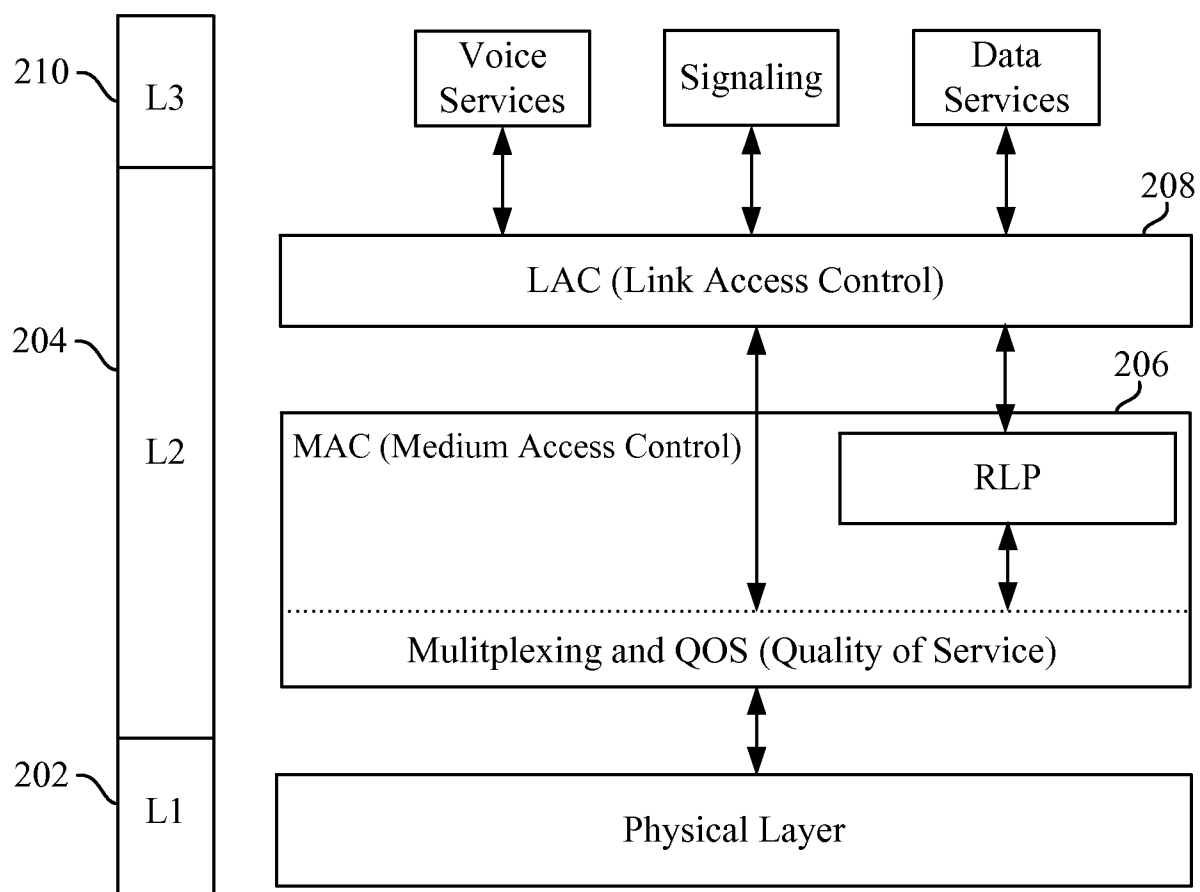 210
L3
Voice
Services
Signaling
Data
Services
208
LAC (Link Access Control)
204
L2
206
MAC (Medium Access Control)
RLP
Mulitplexing and QOS (Quality of Service)
202
L1
Physical Layer